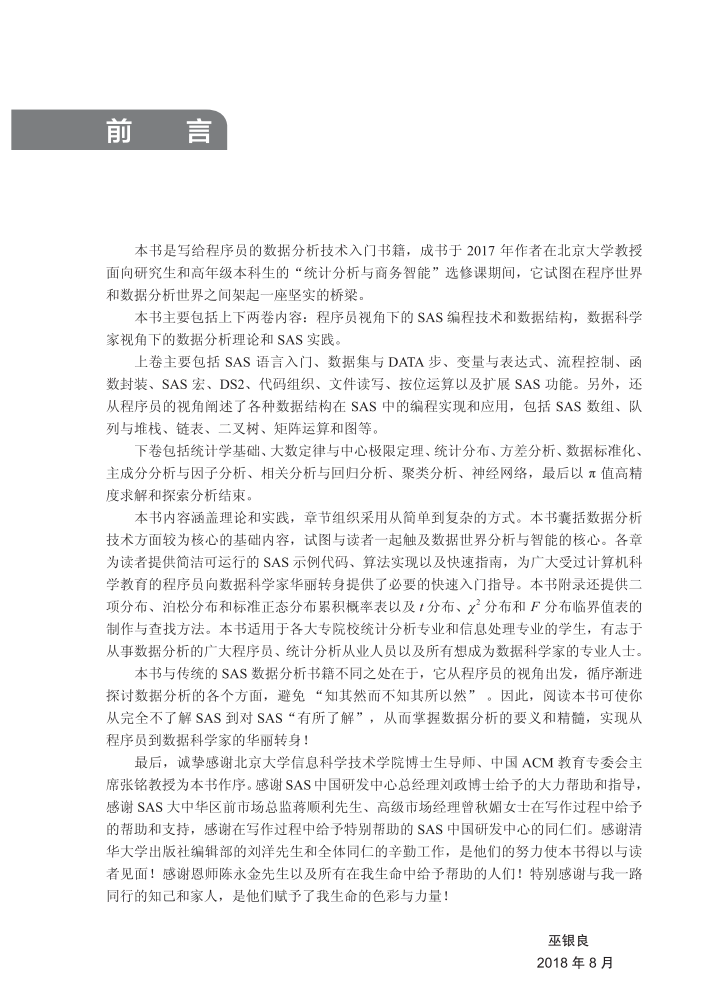 前 言
本书是写给程序员的数据分析技术入门书籍，成书于 2017 年作者在北京大学教授
面向研究生和高年级本科生的“统计分析与商务智能”选修课期间，它试图在程序世界
和数据分析世界之间架起一座坚实的桥梁。
本书主要包括上下两卷内容：程序员视角下的 SAS 编程技术和数据结构，数据科学
家视角下的数据分析理论和 SAS 实践。
上卷主要包括 SAS 语言入门、数据集与 DATA 步、变量与表达式、流程控制、函
数封装、SAS 宏、DS2、代码组织、文件读写、按位运算以及扩展 SAS 功能。另外，还
从程序员的视角阐述了各种数据结构在 SAS 中的编程实现和应用，包括 SAS 数组、队
列与堆栈、链表、二叉树、矩阵运算和图等。
下卷包括统计学基础、大数定律与中心极限定理、统计分布、方差分析、数据标准化、
主成分分析与因子分析、相关分析与回归分析、聚类分析、神经网络，最后以 π 值高精
度求解和探索分析结束。
本书内容涵盖理论和实践，章节组织采用从简单到复杂的方式。本书囊括数据分析
技术方面较为核心的基础内容，试图与读者一起触及数据世界分析与智能的核心。各章
为读者提供简洁可运行的 SAS 示例代码、算法实现以及快速指南，为广大受过计算机科
学教育的程序员向数据科学家华丽转身提供了必要的快速入门指导。本书附录还提供二
项分布、泊松分布和标准正态分布累积概率表以及 t 分布、χ² 分布和 F 分布临界值表的
制作与查找方法。本书适用于各大专院校统计分析专业和信息处理专业的学生，有志于
从事数据分析的广大程序员、统计分析从业人员以及所有想成为数据科学家的专业人士。
本书与传统的 SAS 数据分析书籍不同之处在于，它从程序员的视角出发，循序渐进
探讨数据分析的各个方面，避免 “知其然而不知其所以然” 。因此，阅读本书可使你
从完全不了解 SAS 到对 SAS“有所了解”，从而掌握数据分析的要义和精髓，实现从
程序员到数据科学家的华丽转身！
最后，诚挚感谢北京大学信息科学技术学院博士生导师、中国 ACM 教育专委会主
席张铭教授为本书作序。感谢 SAS 中国研发中心总经理刘政博士给予的大力帮助和指导，
感谢 SAS 大中华区前市场总监蒋顺利先生、高级市场经理曾秋媚女士在写作过程中给予
的帮助和支持，感谢在写作过程中给予特别帮助的 SAS 中国研发中心的同仁们。感谢清
华大学出版社编辑部的刘洋先生和全体同仁的辛勤工作，是他们的努力使本书得以与读
者见面！感谢恩师陈永金先生以及所有在我生命中给予帮助的人们！特别感谢与我一路
同行的知己和家人，是他们赋予了我生命的色彩与力量！
巫银良
2018 年 8 月